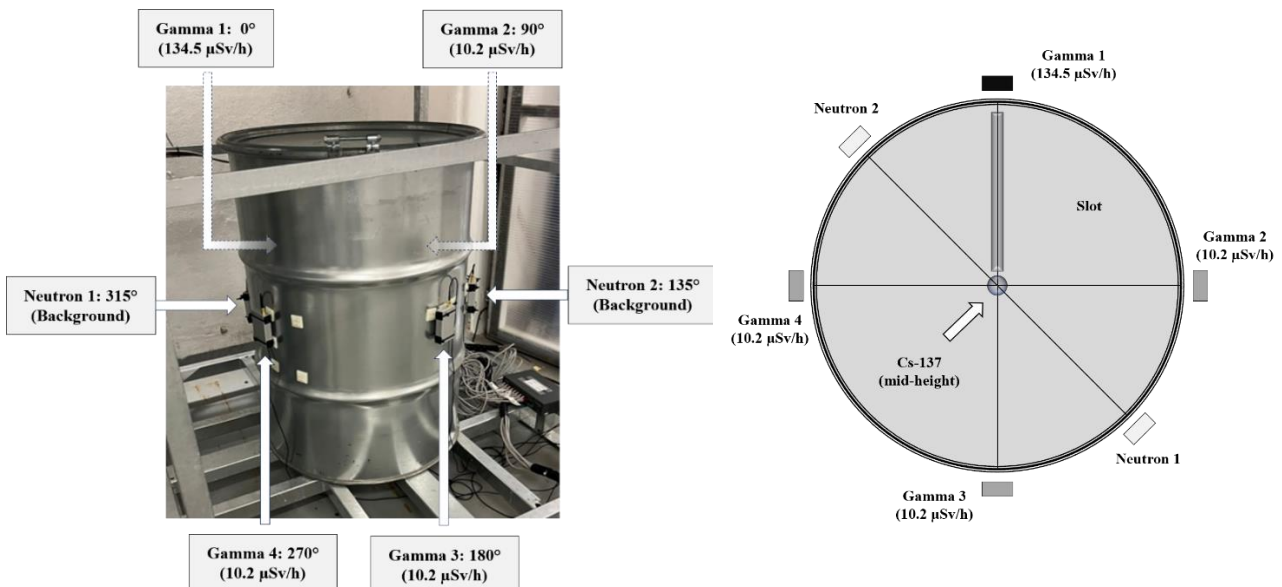 Gamma 1: 0°
(134.5 µSv/h)
Gamma 2: 90°
(10.2 µSv/h)
Neutron 1: 315°
(Background)
Neutron 2: 135°
(Background)
Gamma 4: 270°
(10.2 µSv/h)
Gamma 3: 180°
(10.2 µSv/h)
Gamma 1
(134.5 µSv/h)
Neutron 2
Slot
Gamma 2
(10.2 µSv/h)
Gamma 4
(10.2 µSv/h)
Cs-137
(mid-height)
Neutron 1
Gamma 3
(10.2 µSv/h)